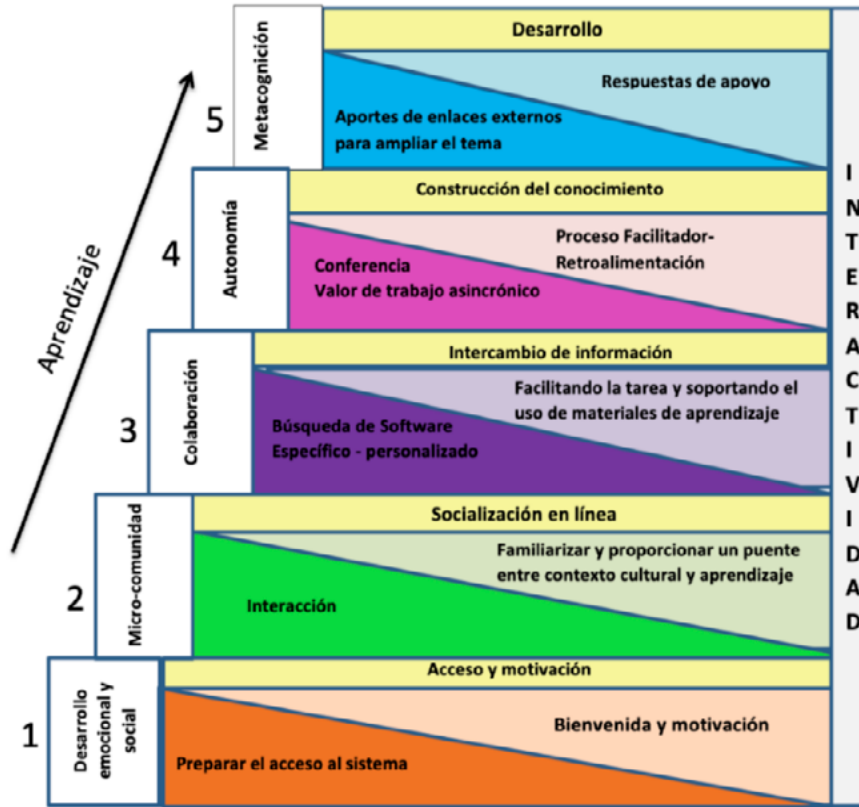 Desarrollo
Respuestas de apoyo
Aportes de enlaces externos
para ampliar el tema
5
Metacognición
Construcción del conocimiento
Proceso Facilitador-
Retroalimentación
Conferencia
Valor de trabajo asincrónico
4
Autonomía
Intercambio de información
Facilitando la tarea y soportando el
uso de materiales de aprendizaje
Búsqueda de Software
Específico - personalizado
3
Colaboración
Socialización en línea
Familiarizar y proporcionar un puente
entre contexto cultural y aprendizaje
Interacción
2
Micro-comunidad
Acceso y motivación
Bienvenida y motivación
Preparar el acceso al sistema
1
Desarrollo
emocional y
social
Aprendizaje
INTERACTIVIDAD